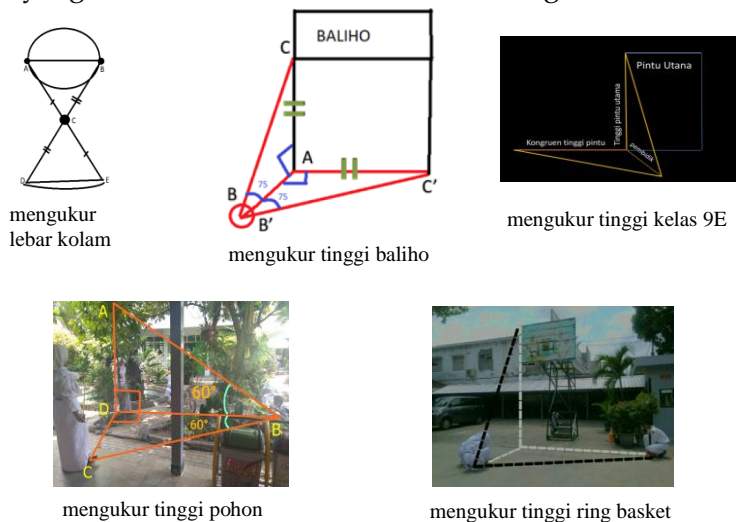 A
B
C
D
E
mengukur
lebar kolam
BALIHO
C
A
75
B
75
B'
C'
mengukur tinggi baliho
Pintu Utana
Tinggi pintu utama
Kongruen tinggi pintu
pembidik
mengukur tinggi kelas 9E
A
60°
D
60°
B
C
mengukur tinggi pohon
mengukur tinggi ring basket